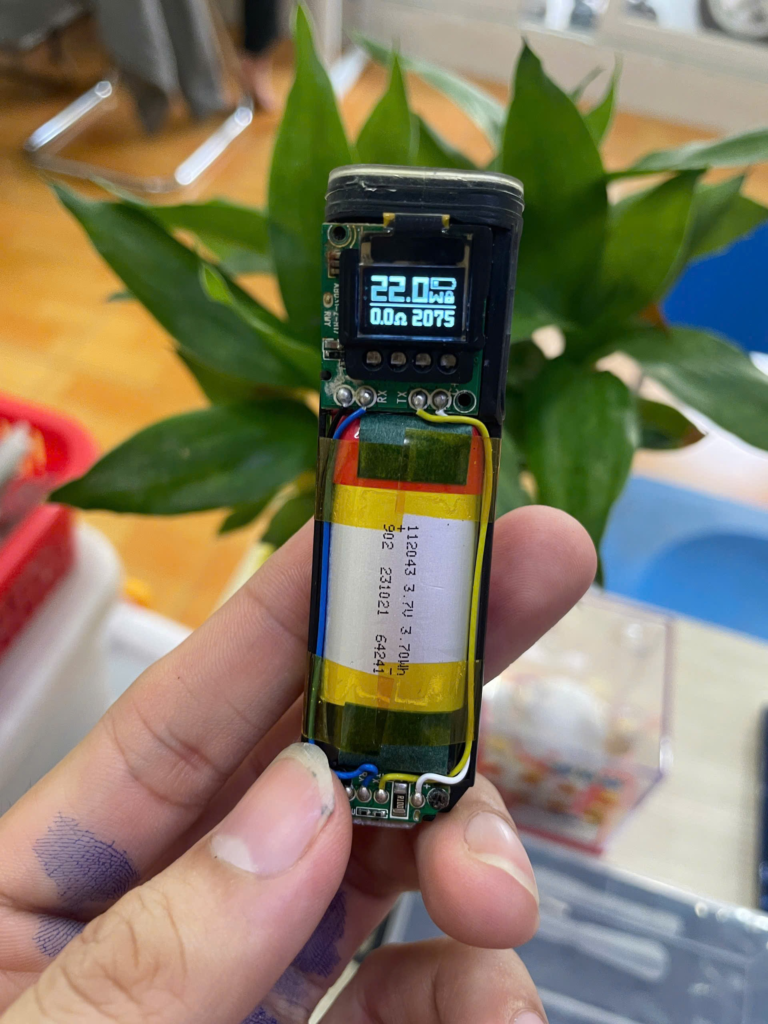 22.0W
0.0Ω 2075
RX TX
112043 3.7V 3.70Wh
902 231021 64241
+
-